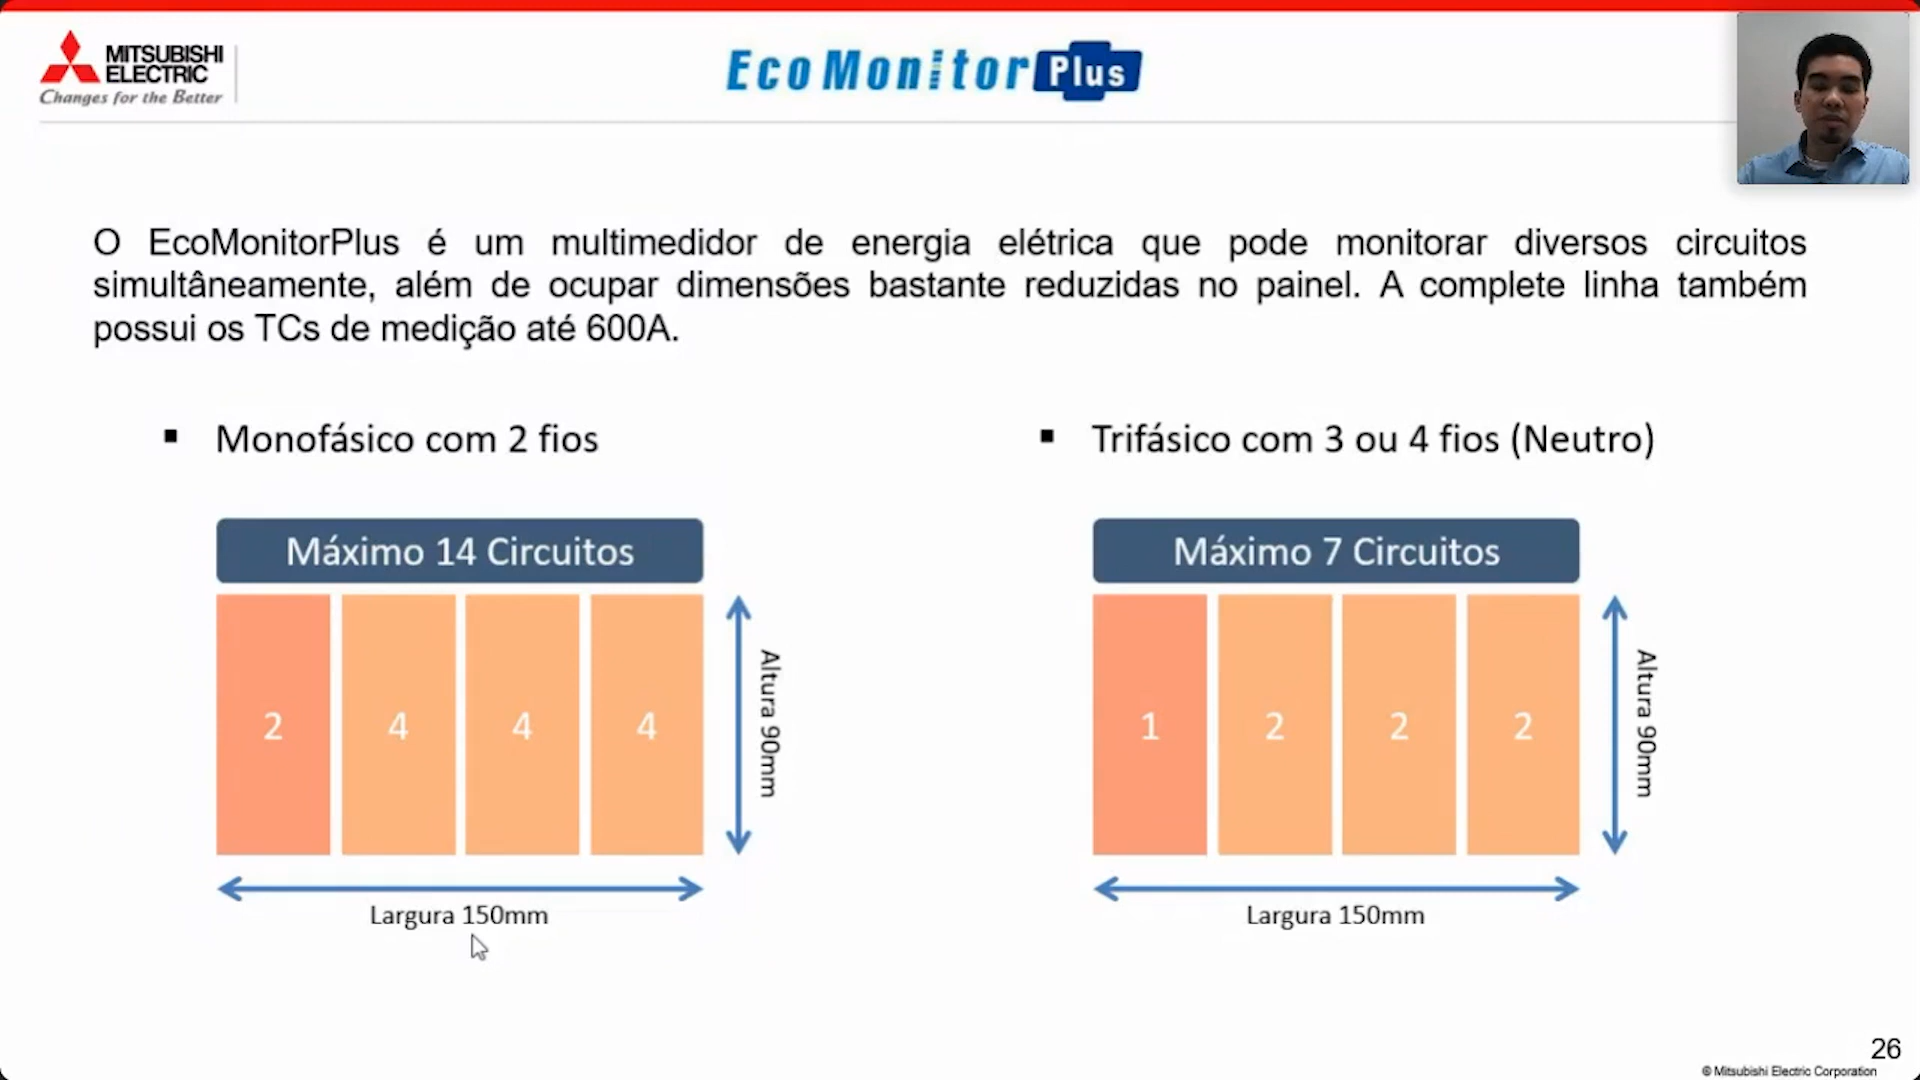 MITSUBISHI
ELECTRIC
Changes for the Better
EcoMonitor Plus
O EcoMonitorPlus é um multimedidor de energia elétrica que pode monitorar diversos circuitos
simultâneamente, além de ocupar dimensões bastante reduzidas no painel. A complete linha também
possui os TCs de medição até 600A.
▪ Monofásico com 2 fios
Máximo 14 Circuitos
2 4 4 4
Altura 90mm
Largura 150mm
▪ Trifásico com 3 ou 4 fios (Neutro)
Máximo 7 Circuitos
1 2 2 2
Altura 90mm
Largura 150mm
26
© Mitsubishi Electric Corporation